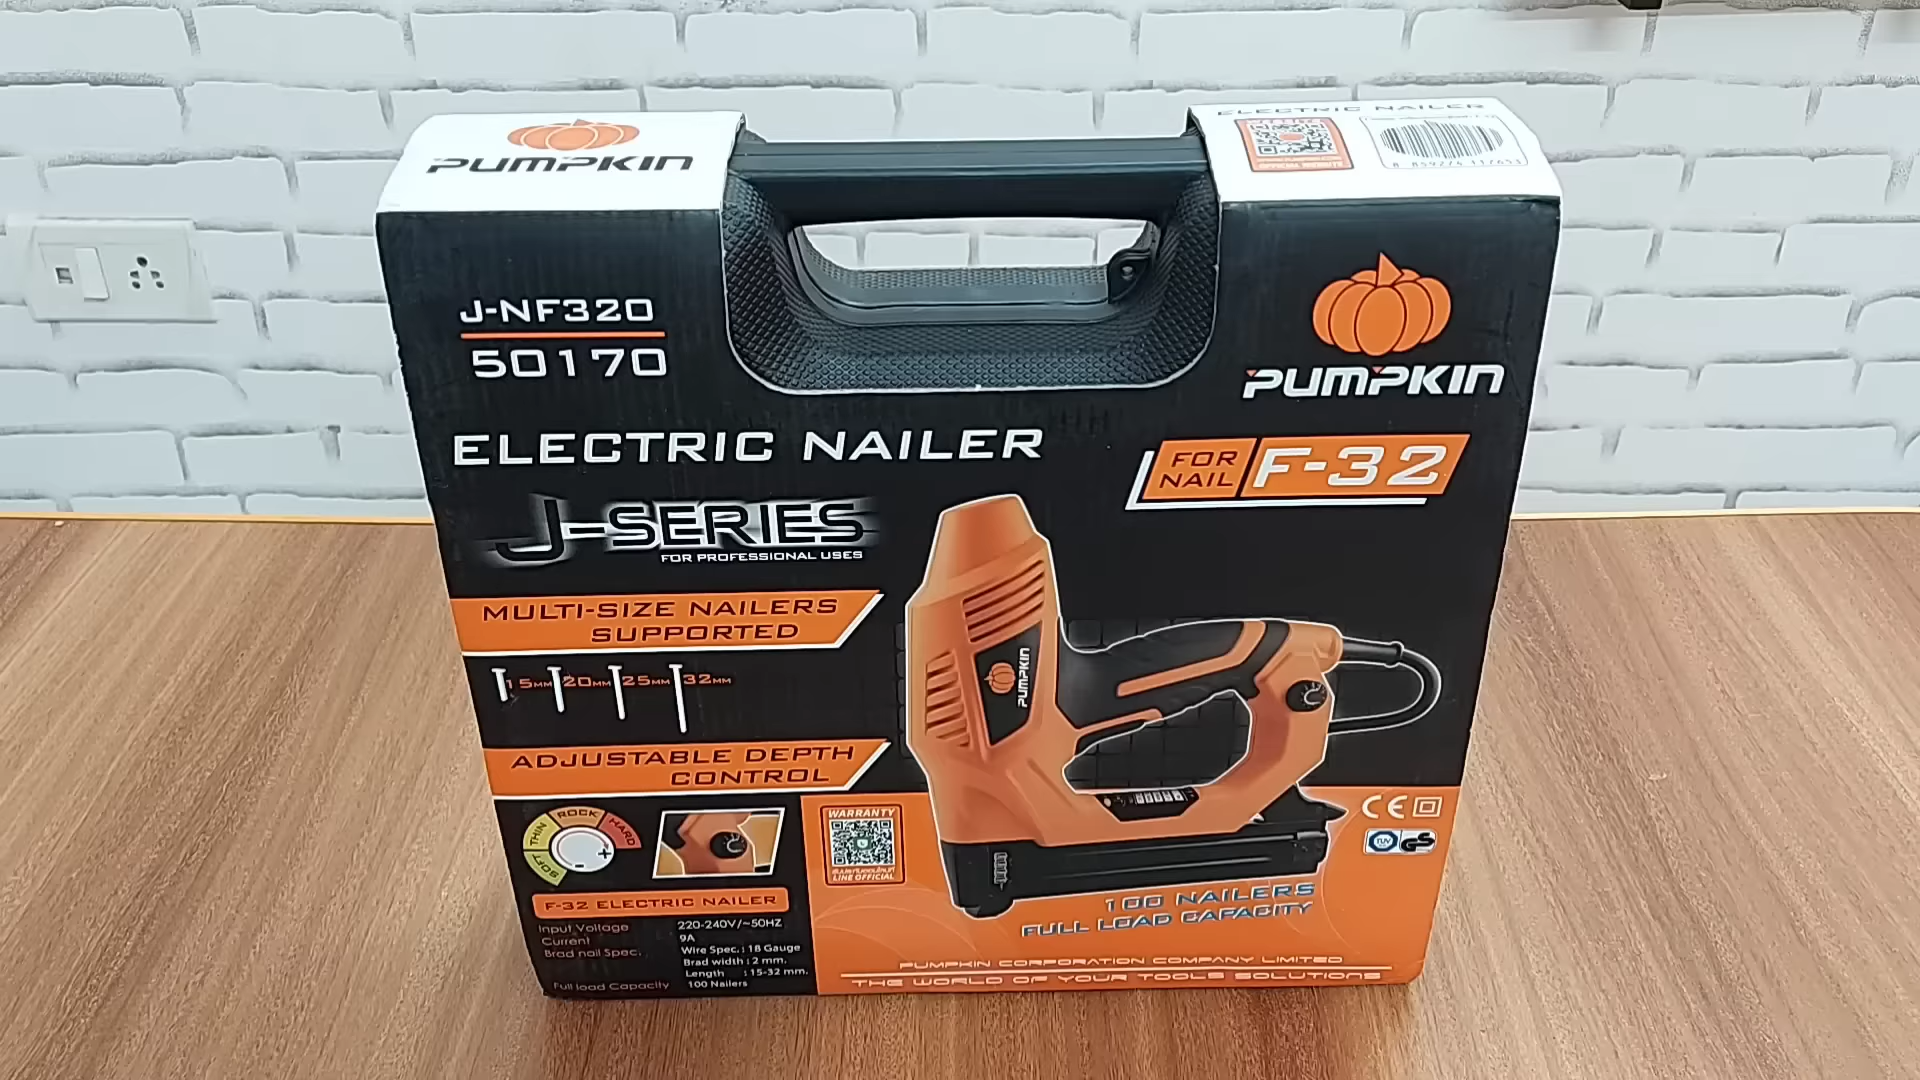 PUMPKIN
ELECTRIC NAILER
J-NF320
50170
PUMPKIN
ELECTRIC NAILER
FOR NAIL F-32
J-SERIES
FOR PROFESSIONAL USES
MULTI-SIZE NAILERS
SUPPORTED
15MM 20MM 25MM 32MM
PUMPKIN
ADJUSTABLE DEPTH
CONTROL
SOFT THIN ROCK HARD
+
-
WARRANTY
LINE OFFICIAL
CE
TUV GS
F-32 ELECTRIC NAILER
Input Voltage 220-240V/~50HZ
Current 9A
Brad nail Spec. Wire Spec.: 18 Gauge
Brad width : 2 mm.
Length : 15-32 mm.
Full load Capacity 100 Nailers
100 NAILERS
FULL LOAD CAPACITY
PUMPKIN CORPORATION COMPANY LIMITED
THE WORLD OF YOUR TOOLS SOLUTIONS